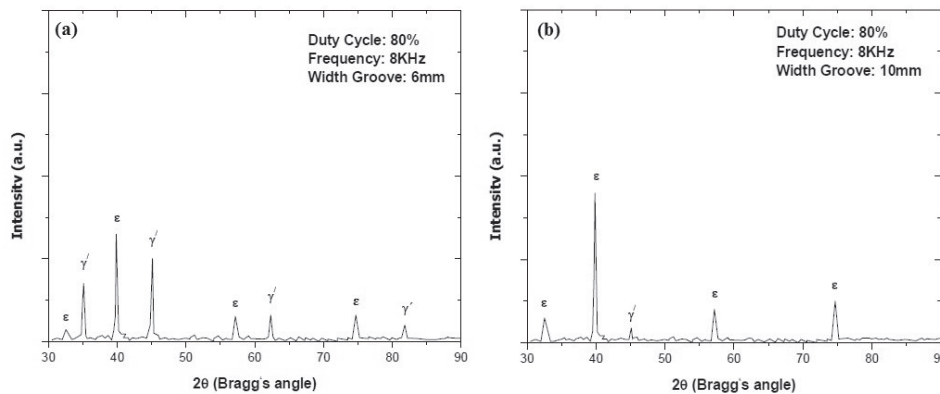 (a)
Duty Cycle: 80%
Frequency: 8KHz
Width Groove: 6mm
Intensity (a.u.)
ε
γ′
ε
γ′
ε
γ′
ε
γ′
30 40 50 60 70 80 90
2θ (Bragg's angle)
(b)
Duty Cycle: 80%
Frequency: 8KHz
Width Groove: 10mm
Intensity (a.u.)
ε
ε
γ′
ε
ε
30 40 50 60 70 80 90
2θ (Bragg's angle)